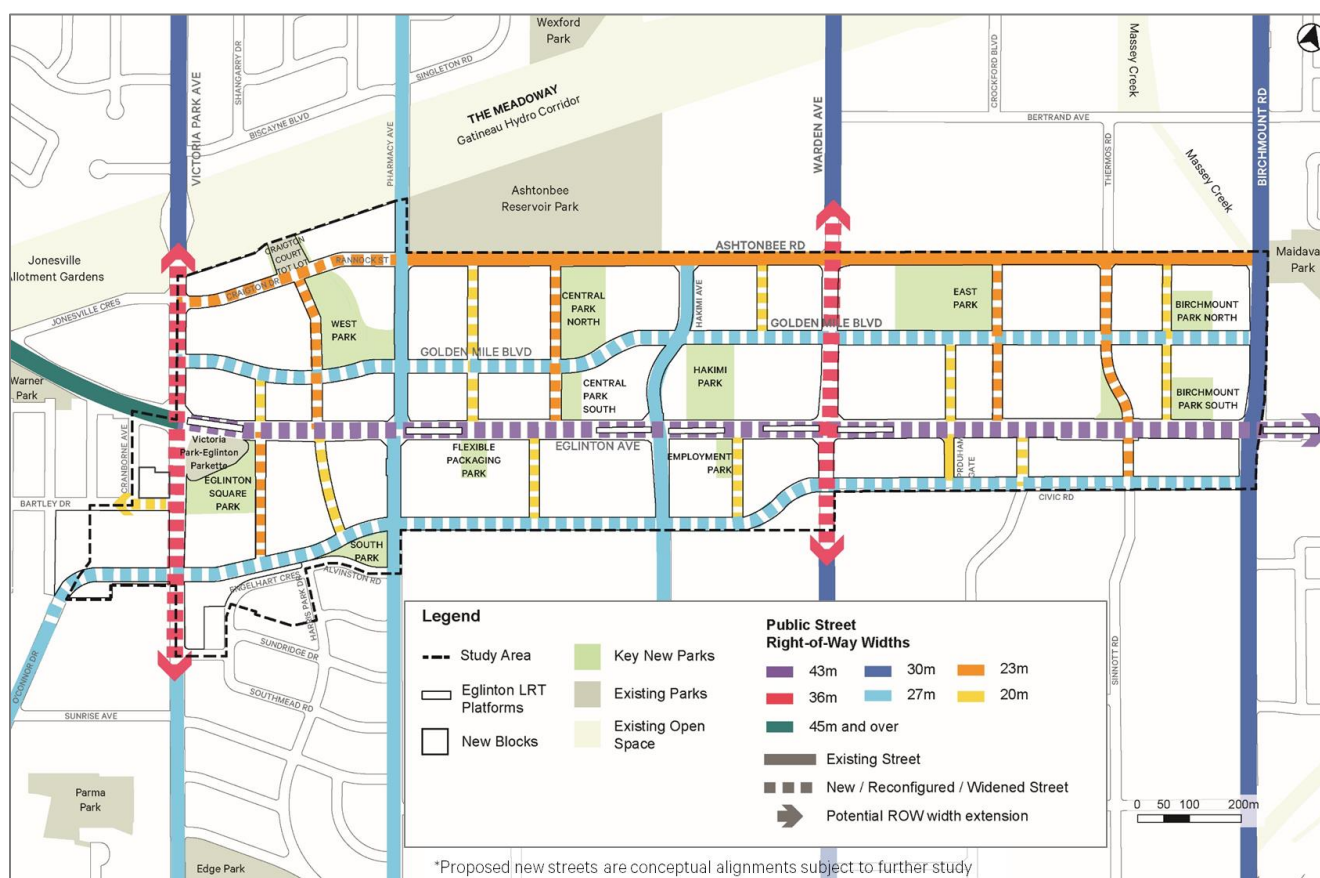 Wexford
Park
SHANGARRY DR
SINGLETON RD
CROCKFORD BLVD
Massey Creek
VICTORIA PARK AVE
BISCAYNE BLVD
PHARMACY AVE
THE MEADOWAY
Gatineau Hydro Corridor
WARDEN AVE
BERTRAND AVE
THERMOS RD
Massey Creek
BIRCHMOUNT RD
Ashtonbee
Reservoir Park
Jonesville
llotment Gardens
CRAIGTON
COURT
TOT LOT
RANNOCK ST
CRAIGTON DR
ASHTONBEE RD
Maidava
Park
JONESVILLE CRES
WEST
PARK
CENTRAL
PARK
NORTH
HAKIMI AVE
EAST
PARK
BIRCHMOUNT
PARK NORTH
GOLDEN MILE BLVD
GOLDEN MILE BLVD
Warner
Park
CENTRAL
PARK
SOUTH
HAKIMI
PARK
BIRCHMOUNT
PARK SOUTH
CRANBORNE AVE
Victoria
Park-Eglinton
Parkette
EGLINTON AVE
FLEXIBLE
PACKAGING
PARK
EMPLOYMENT
PARK
PRUDHAM
GATE
EGLINTON
SQUARE
PARK
BARTLEY DR
CIVIC RD
SOUTH
PARK
ENGELHART CRES
HARRIS PARK DR
ALVINSTON RD
O'CONNOR DR
SUNDRIDGE DR
SOUTHMEAD RD
SUNRISE AVE
SINNOTT RD
Parma
Park
Edge Park
Legend
Study Area
Eglinton LRT
Platforms
New Blocks
Key New Parks
Existing Parks
Existing Open
Space
Public Street
Right-of-Way Widths
43m
30m
23m
36m
27m
20m
45m and over
Existing Street
New / Reconfigured / Widened Street
Potential ROW width extension
0 50 100 200m
*Proposed new streets are conceptual alignments subject to further study